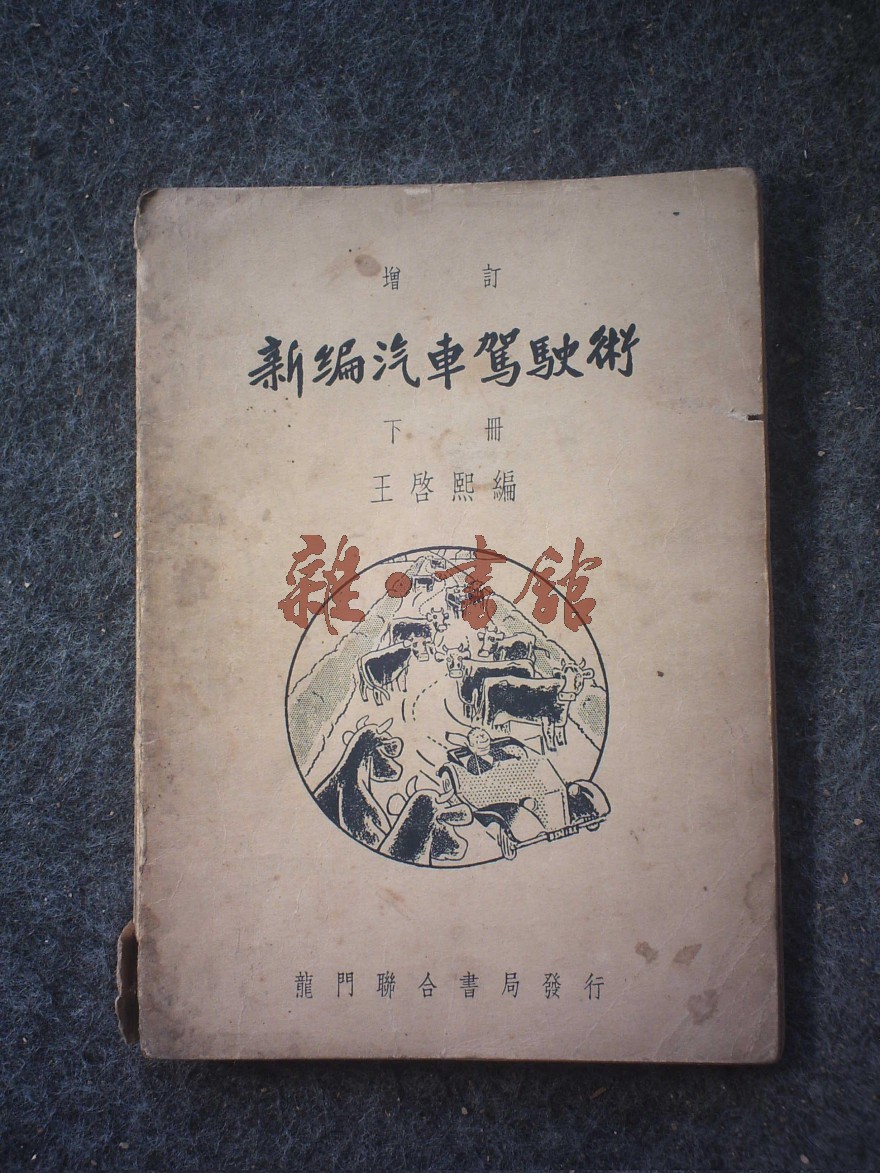 增訂
新編汽車駕駛術
下冊
王啓熙編
雜·書館
龍門聯合書局發行